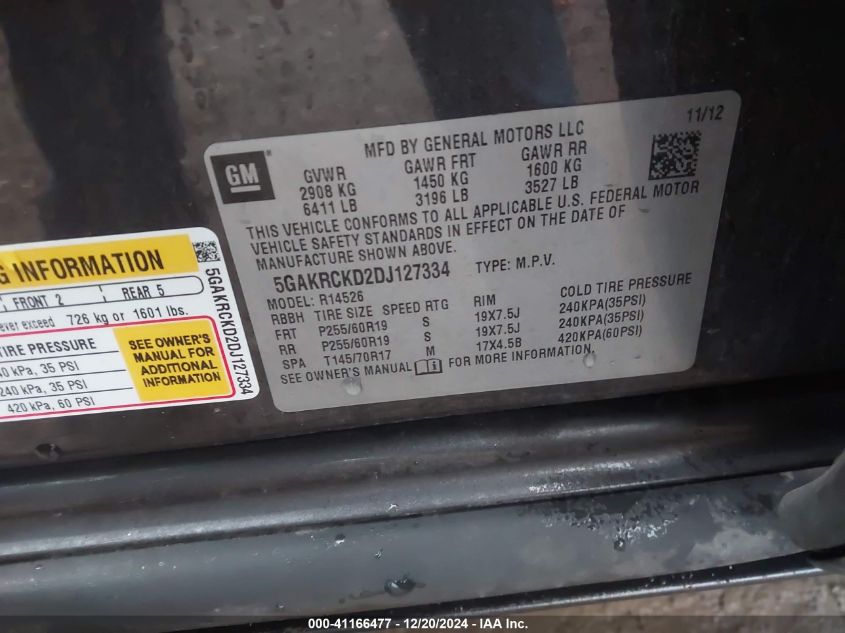 11/12
GM
MFD BY GENERAL MOTORS LLC
GVWR GAWR FRT GAWR RR
2908 KG 1450 KG 1600 KG
6411 LB 3196 LB 3527 LB
THIS VEHICLE CONFORMS TO ALL APPLICABLE U.S. FEDERAL MOTOR
VEHICLE SAFETY STANDARDS IN EFFECT ON THE DATE OF
MANUFACTURE SHOWN ABOVE.
5GAKRCKD2DJ127334 TYPE: M.P.V.
MODEL: R14526
RBBH TIRE SIZE SPEED RTG RIM COLD TIRE PRESSURE
FRT P255/60R19 S 19X7.5J 240KPA(35PSI)
RR P255/60R19 S 19X7.5J 240KPA(35PSI)
SPA T145/70R17 M 17X4.5B 420KPA(60PSI)
SEE OWNER'S MANUAL FOR MORE INFORMATION.
G INFORMATION
FRONT 2 REAR 5
ever exceed 726 kg or 1601 lbs.
TIRE PRESSURE
40 kPa, 35 PSI
240 kPa, 35 PSI
420 kPa, 60 PSI
SEE OWNER'S
MANUAL FOR
ADDITIONAL
INFORMATION
5GAKRCKD2DJ127334
000-41166477 - 12/20/2024 - IAAI Inc.